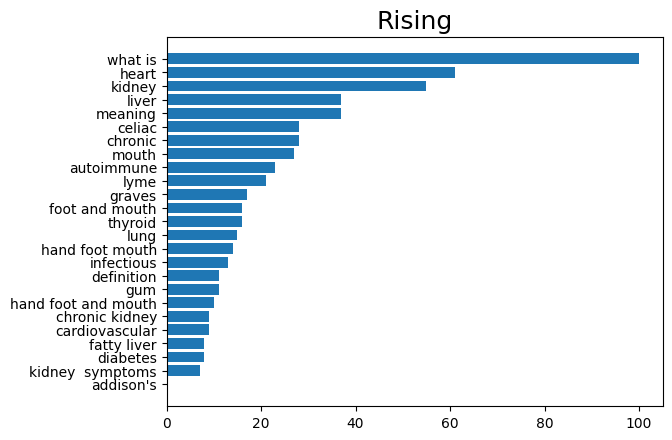 Rising
what is
heart
kidney
liver
meaning
celiac
chronic
mouth
autoimmune
lyme
graves
foot and mouth
thyroid
lung
hand foot mouth
infectious
definition
gum
hand foot and mouth
chronic kidney
cardiovascular
fatty liver
diabetes
kidney  symptoms
addison's
0 20 40 60 80 100